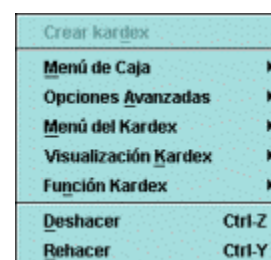 Crear kardex
Menú de Caja
Opciones Avanzadas
Menú del Kardex
Visualización Kardex
Función Kardex
Deshacer Ctrl-Z
Rehacer Ctrl-Y